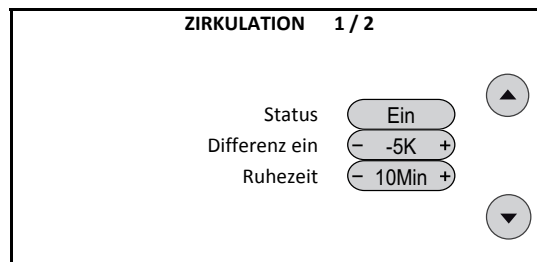 ZIRKULATION 1 / 2
Status Ein
Differenz ein − -5K +
Ruhezeit − 10Min +